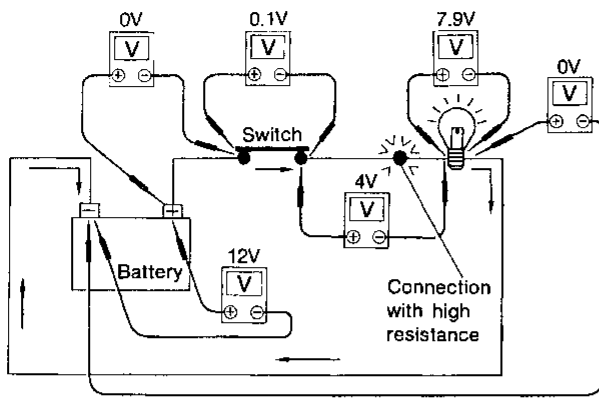 0V
0.1V
7.9V
0V
V
V
V
V
+ −
+ −
+ −
+ −
Switch
4V
V
+ −
− +
Battery
12V
V
+ −
Connection
with high
resistance